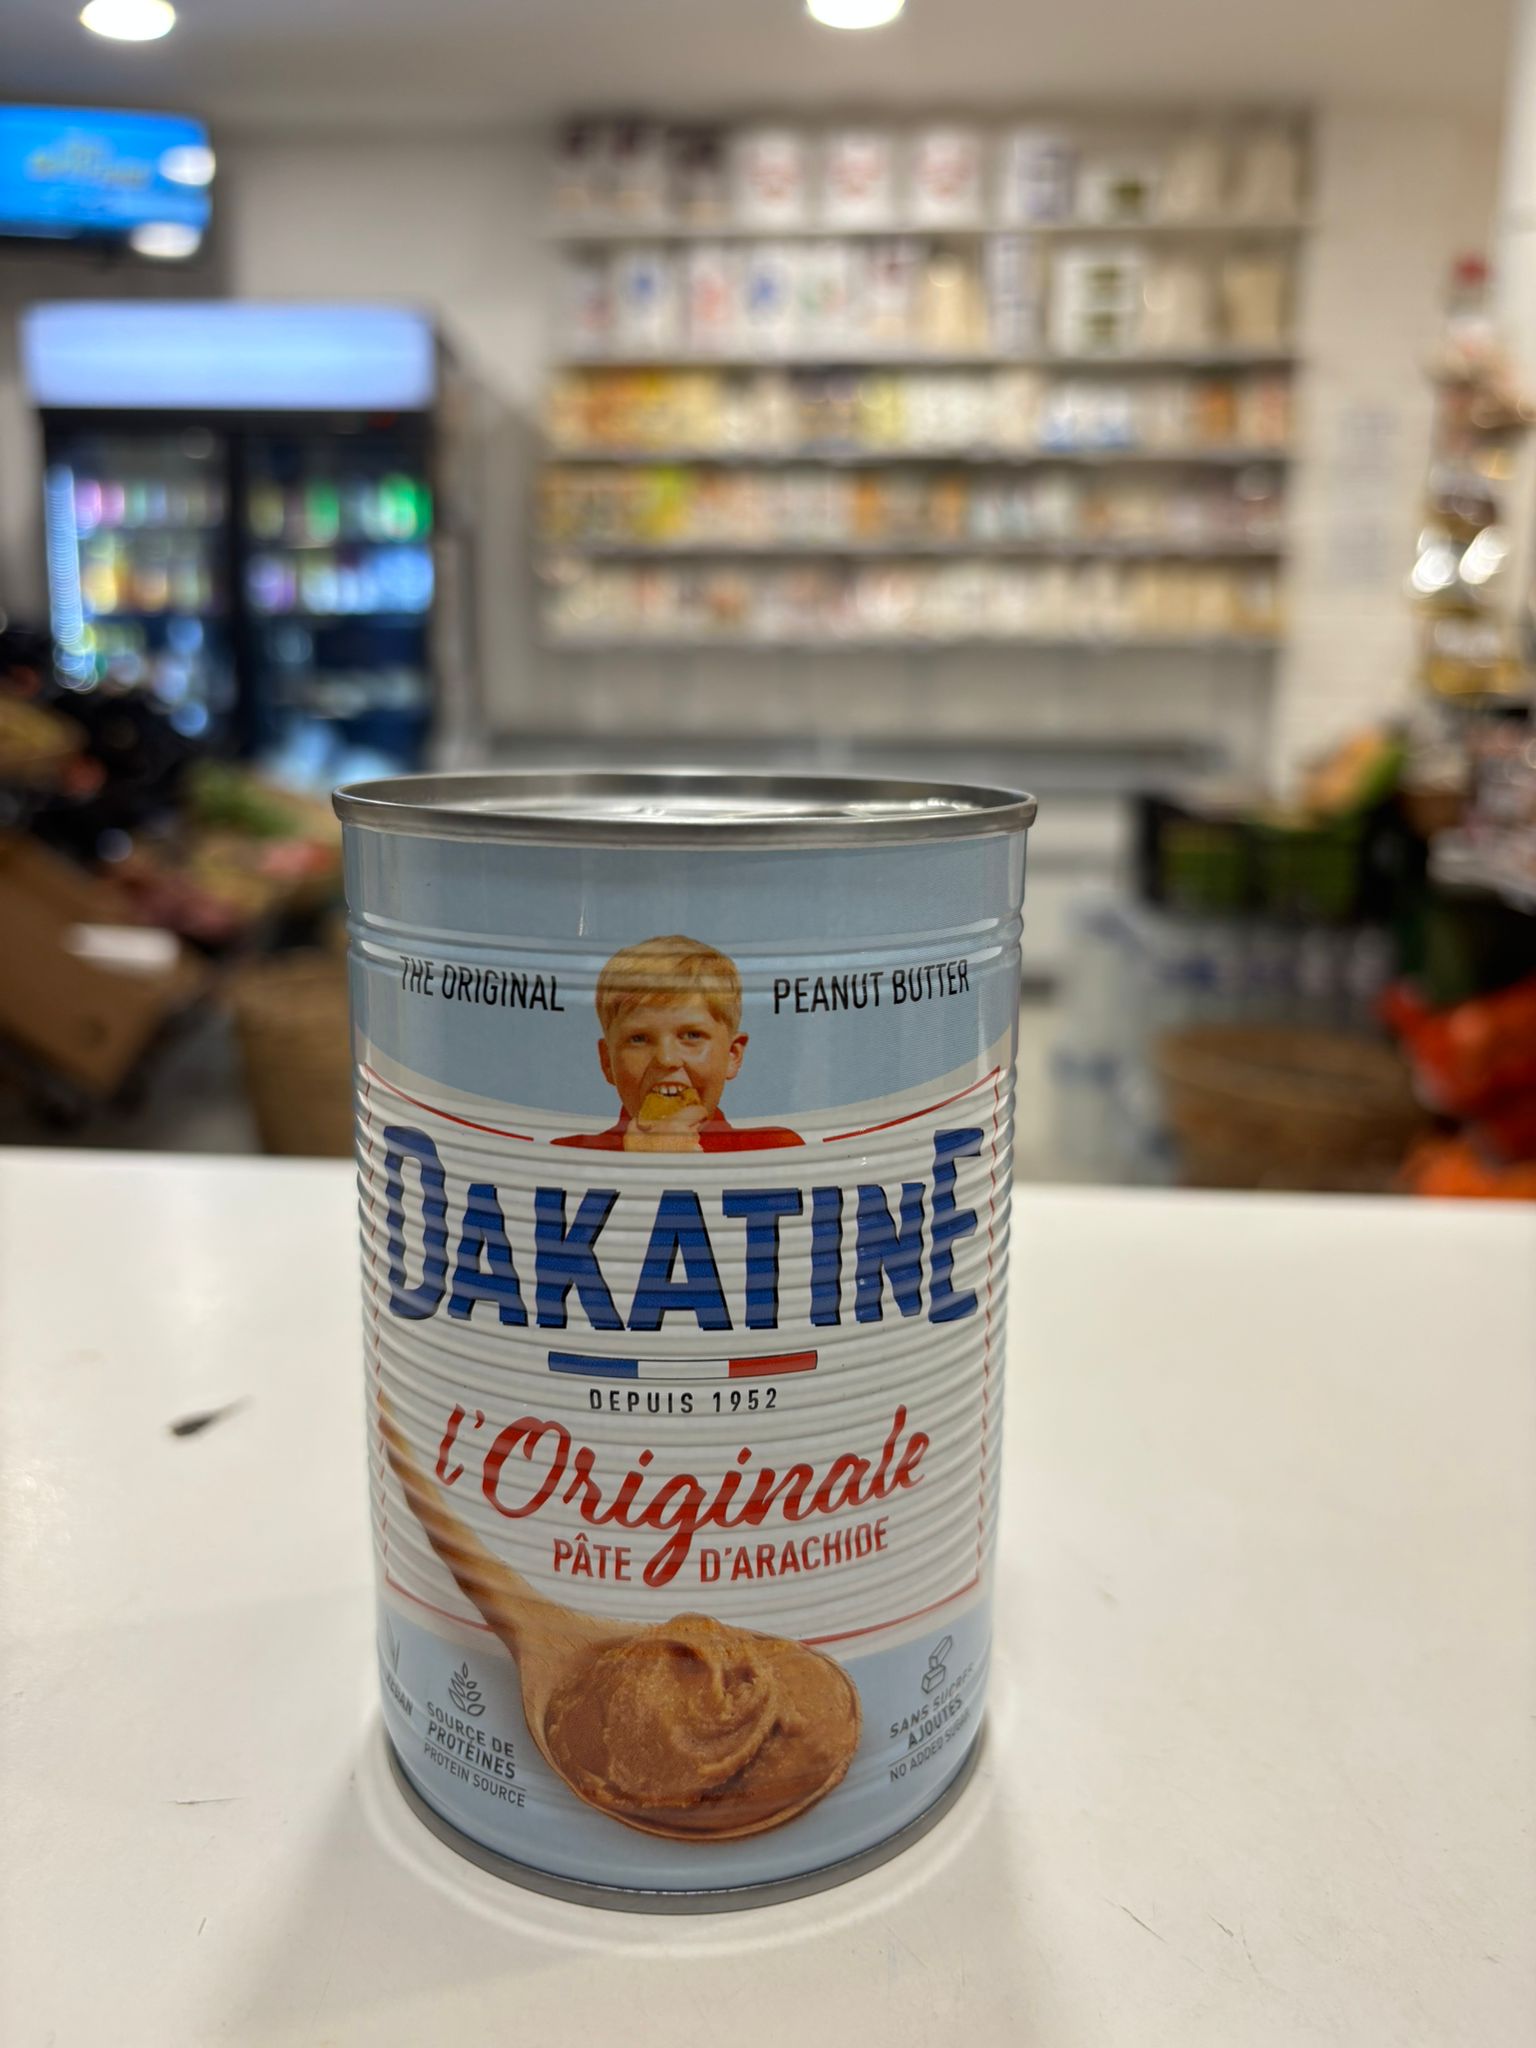 THE ORIGINAL
PEANUT BUTTER
DAKATINE
DEPUIS 1952
l'Originale
PÂTE D'ARACHIDE
SOURCE DE
PROTÉINES
PROTEIN SOURCE
SANS SUCRES
AJOUTÉS
NO ADDED SUGAR